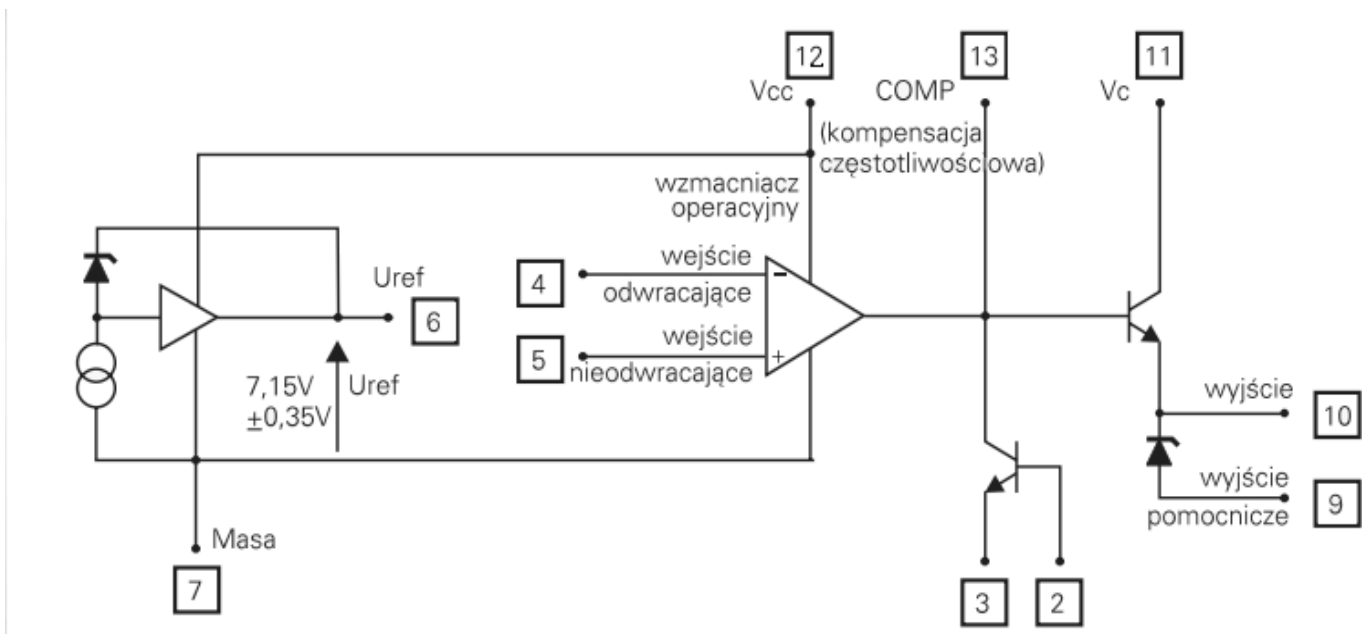 12
13
11
Vcc
COMP
Vc
(kompensacja
częstotliwościowa)
wzmacniacz
operacyjny
Uref
6
4
wejście
odwracające
-
5
wejście
nieodwracające
+
7,15V
±0,35V
Uref
wyjście
10
wyjście
pomocnicze
9
Masa
7
3
2